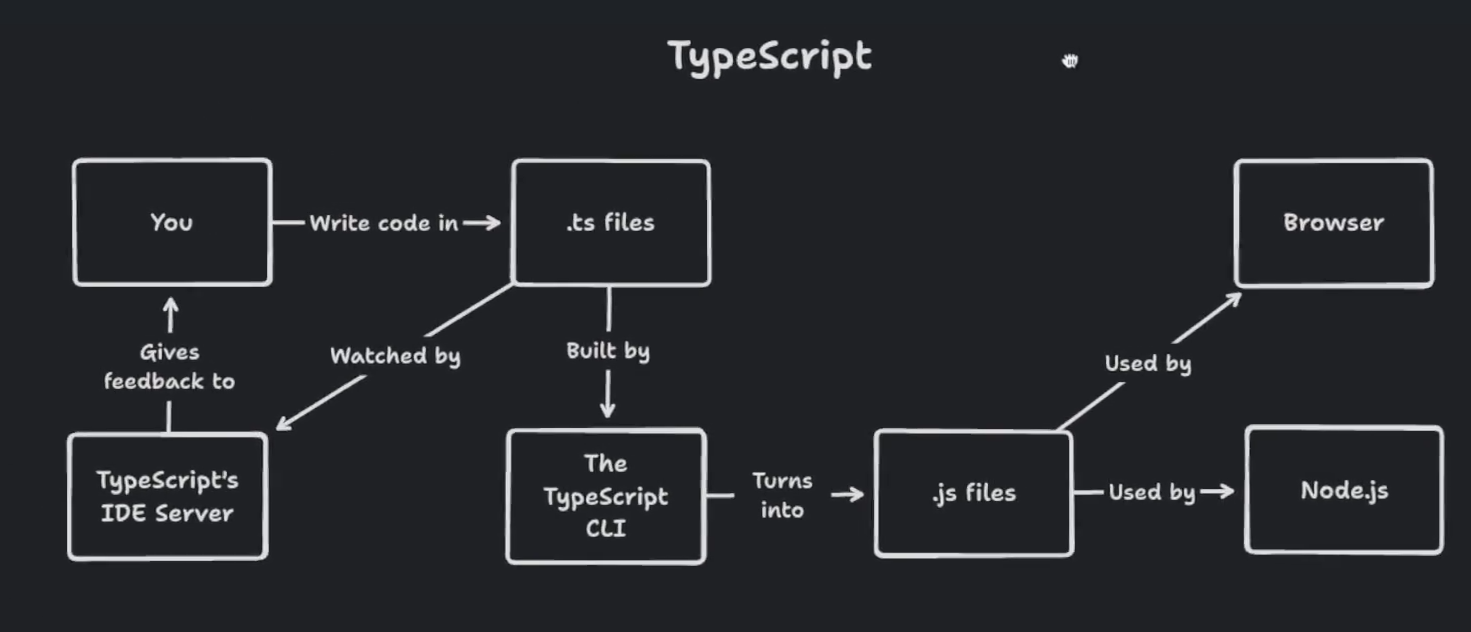 TypeScript
You
Write code in
.ts files
Browser
Gives
feedback to
Watched by
Built by
Used by
TypeScript's
IDE Server
The
TypeScript
CLI
Turns
into
.js files
Used by
Node.js